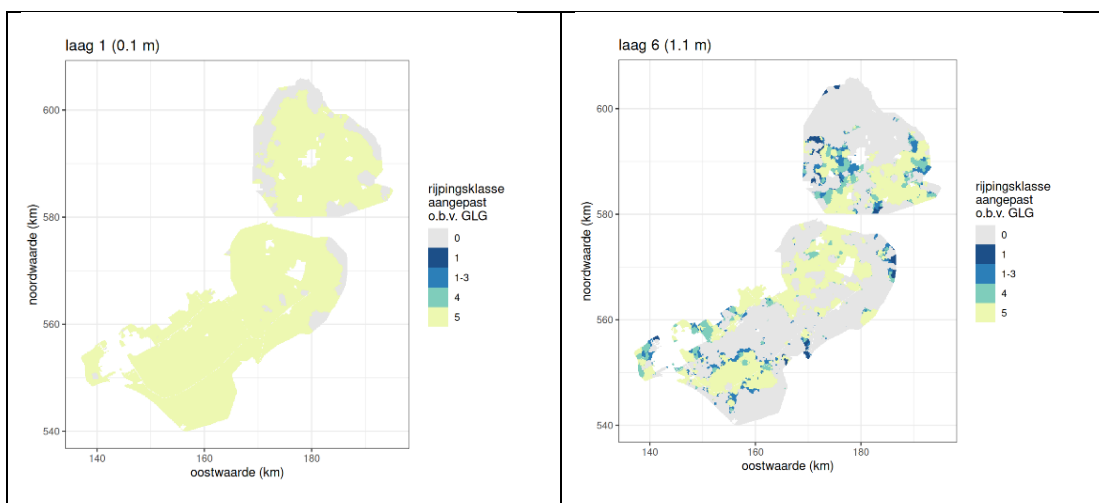 laag 1 (0.1 m)
600
580
560
540
noordwaarde (km)
140
160
180
oostwaarde (km)
rijpingsklasse
aangepast
o.b.v. GLG
0
1
1-3
4
5
laag 6 (1.1 m)
600
580
560
540
noordwaarde (km)
140
160
180
oostwaarde (km)
rijpingsklasse
aangepast
o.b.v. GLG
0
1
1-3
4
5